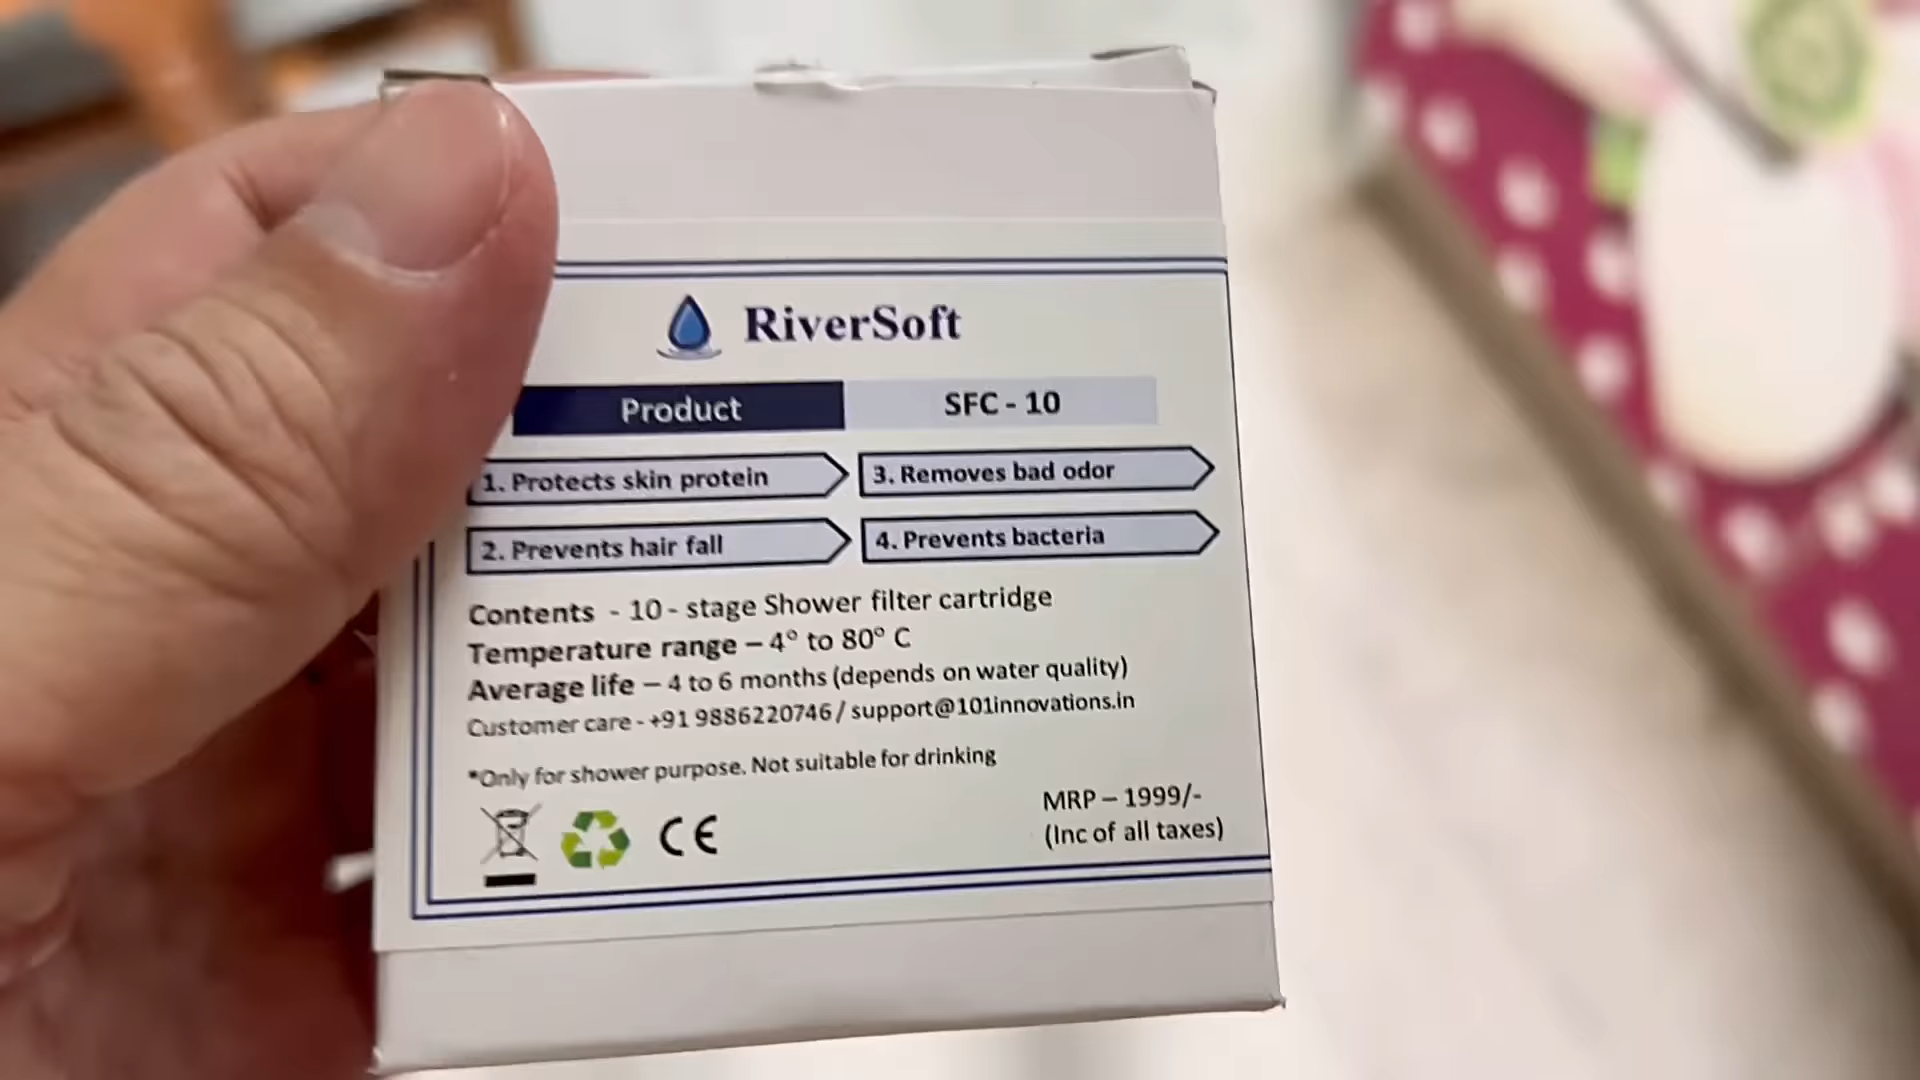 RiverSoft
Product SFC - 10
1. Protects skin protein
3. Removes bad odor
2. Prevents hair fall
4. Prevents bacteria
Contents - 10 - stage Shower filter cartridge
Temperature range – 4° to 80° C
Average life – 4 to 6 months (depends on water quality)
Customer care - +91 9886220746 / support@101innovations.in
*Only for shower purpose. Not suitable for drinking
CE
MRP – 1999/-
(Inc of all taxes)